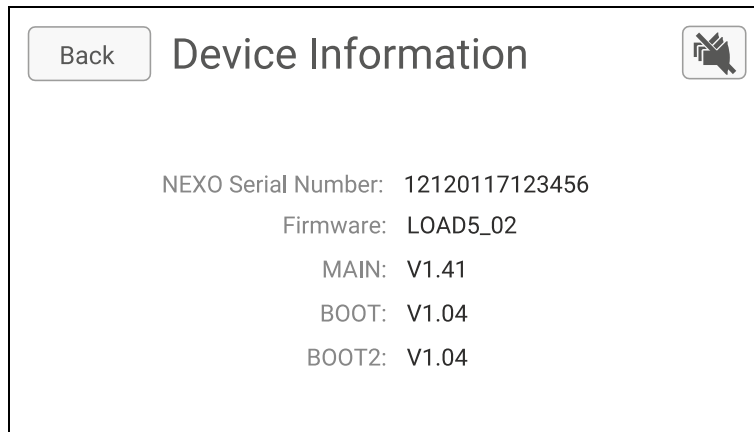 Back
Device Information
NEXO Serial Number: 12120117123456
Firmware: LOAD5_02
MAIN: V1.41
BOOT: V1.04
BOOT2: V1.04